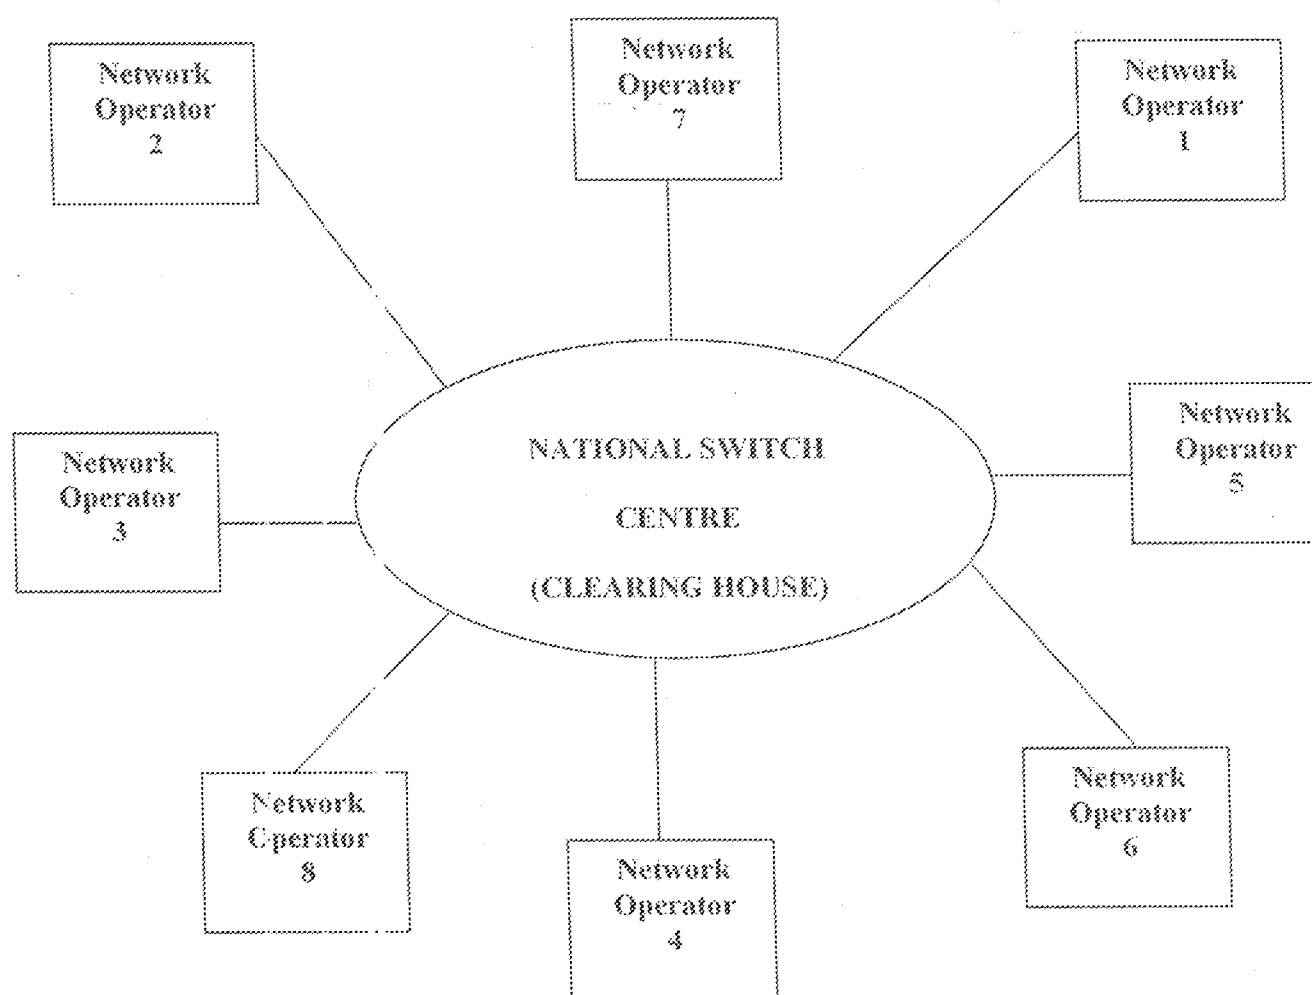 Network
Operator
2
Network
Operator
7
Network
Operator
1
Network
Operator
3
NATIONAL SWITCH
CENTRE
(CLEARING HOUSE)
Network
Operator
5
Network
Operator
8
Network
Operator
4
Network
Operator
6